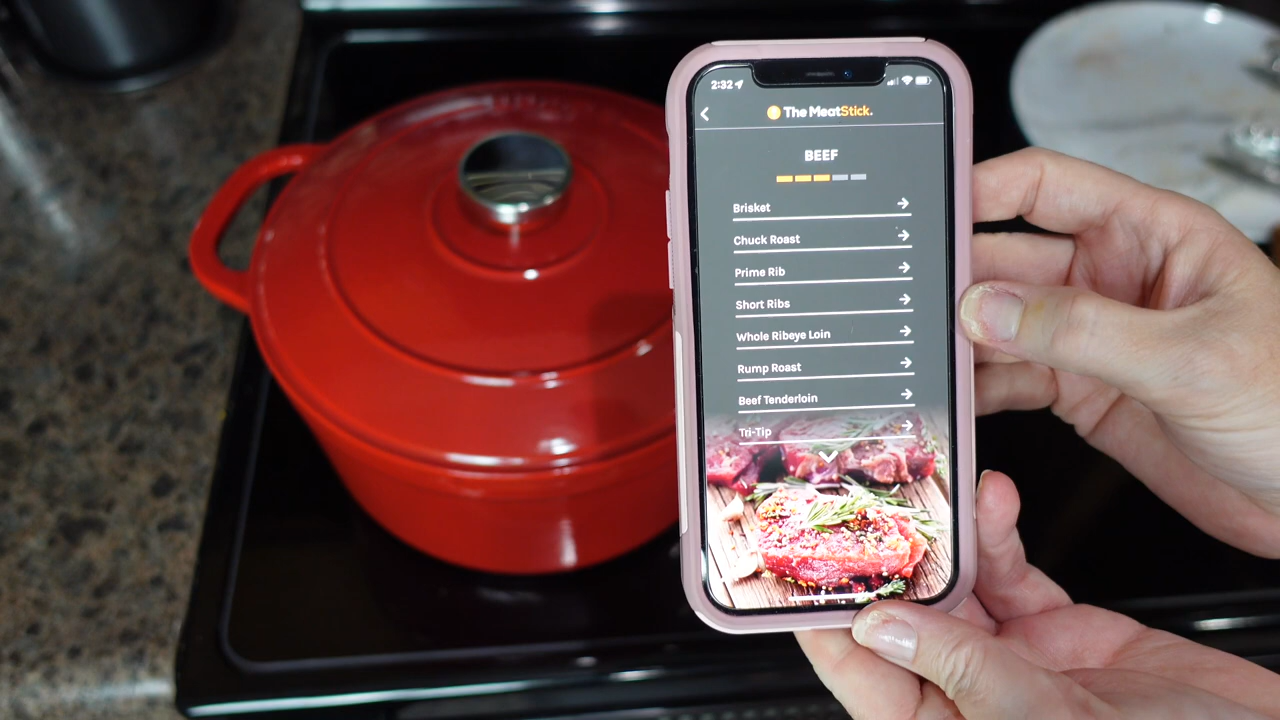 2:32
The MeatStick.
BEEF
Brisket
Chuck Roast
Prime Rib
Short Ribs
Whole Ribeye Loin
Rump Roast
Beef Tenderloin
Tri-Tip